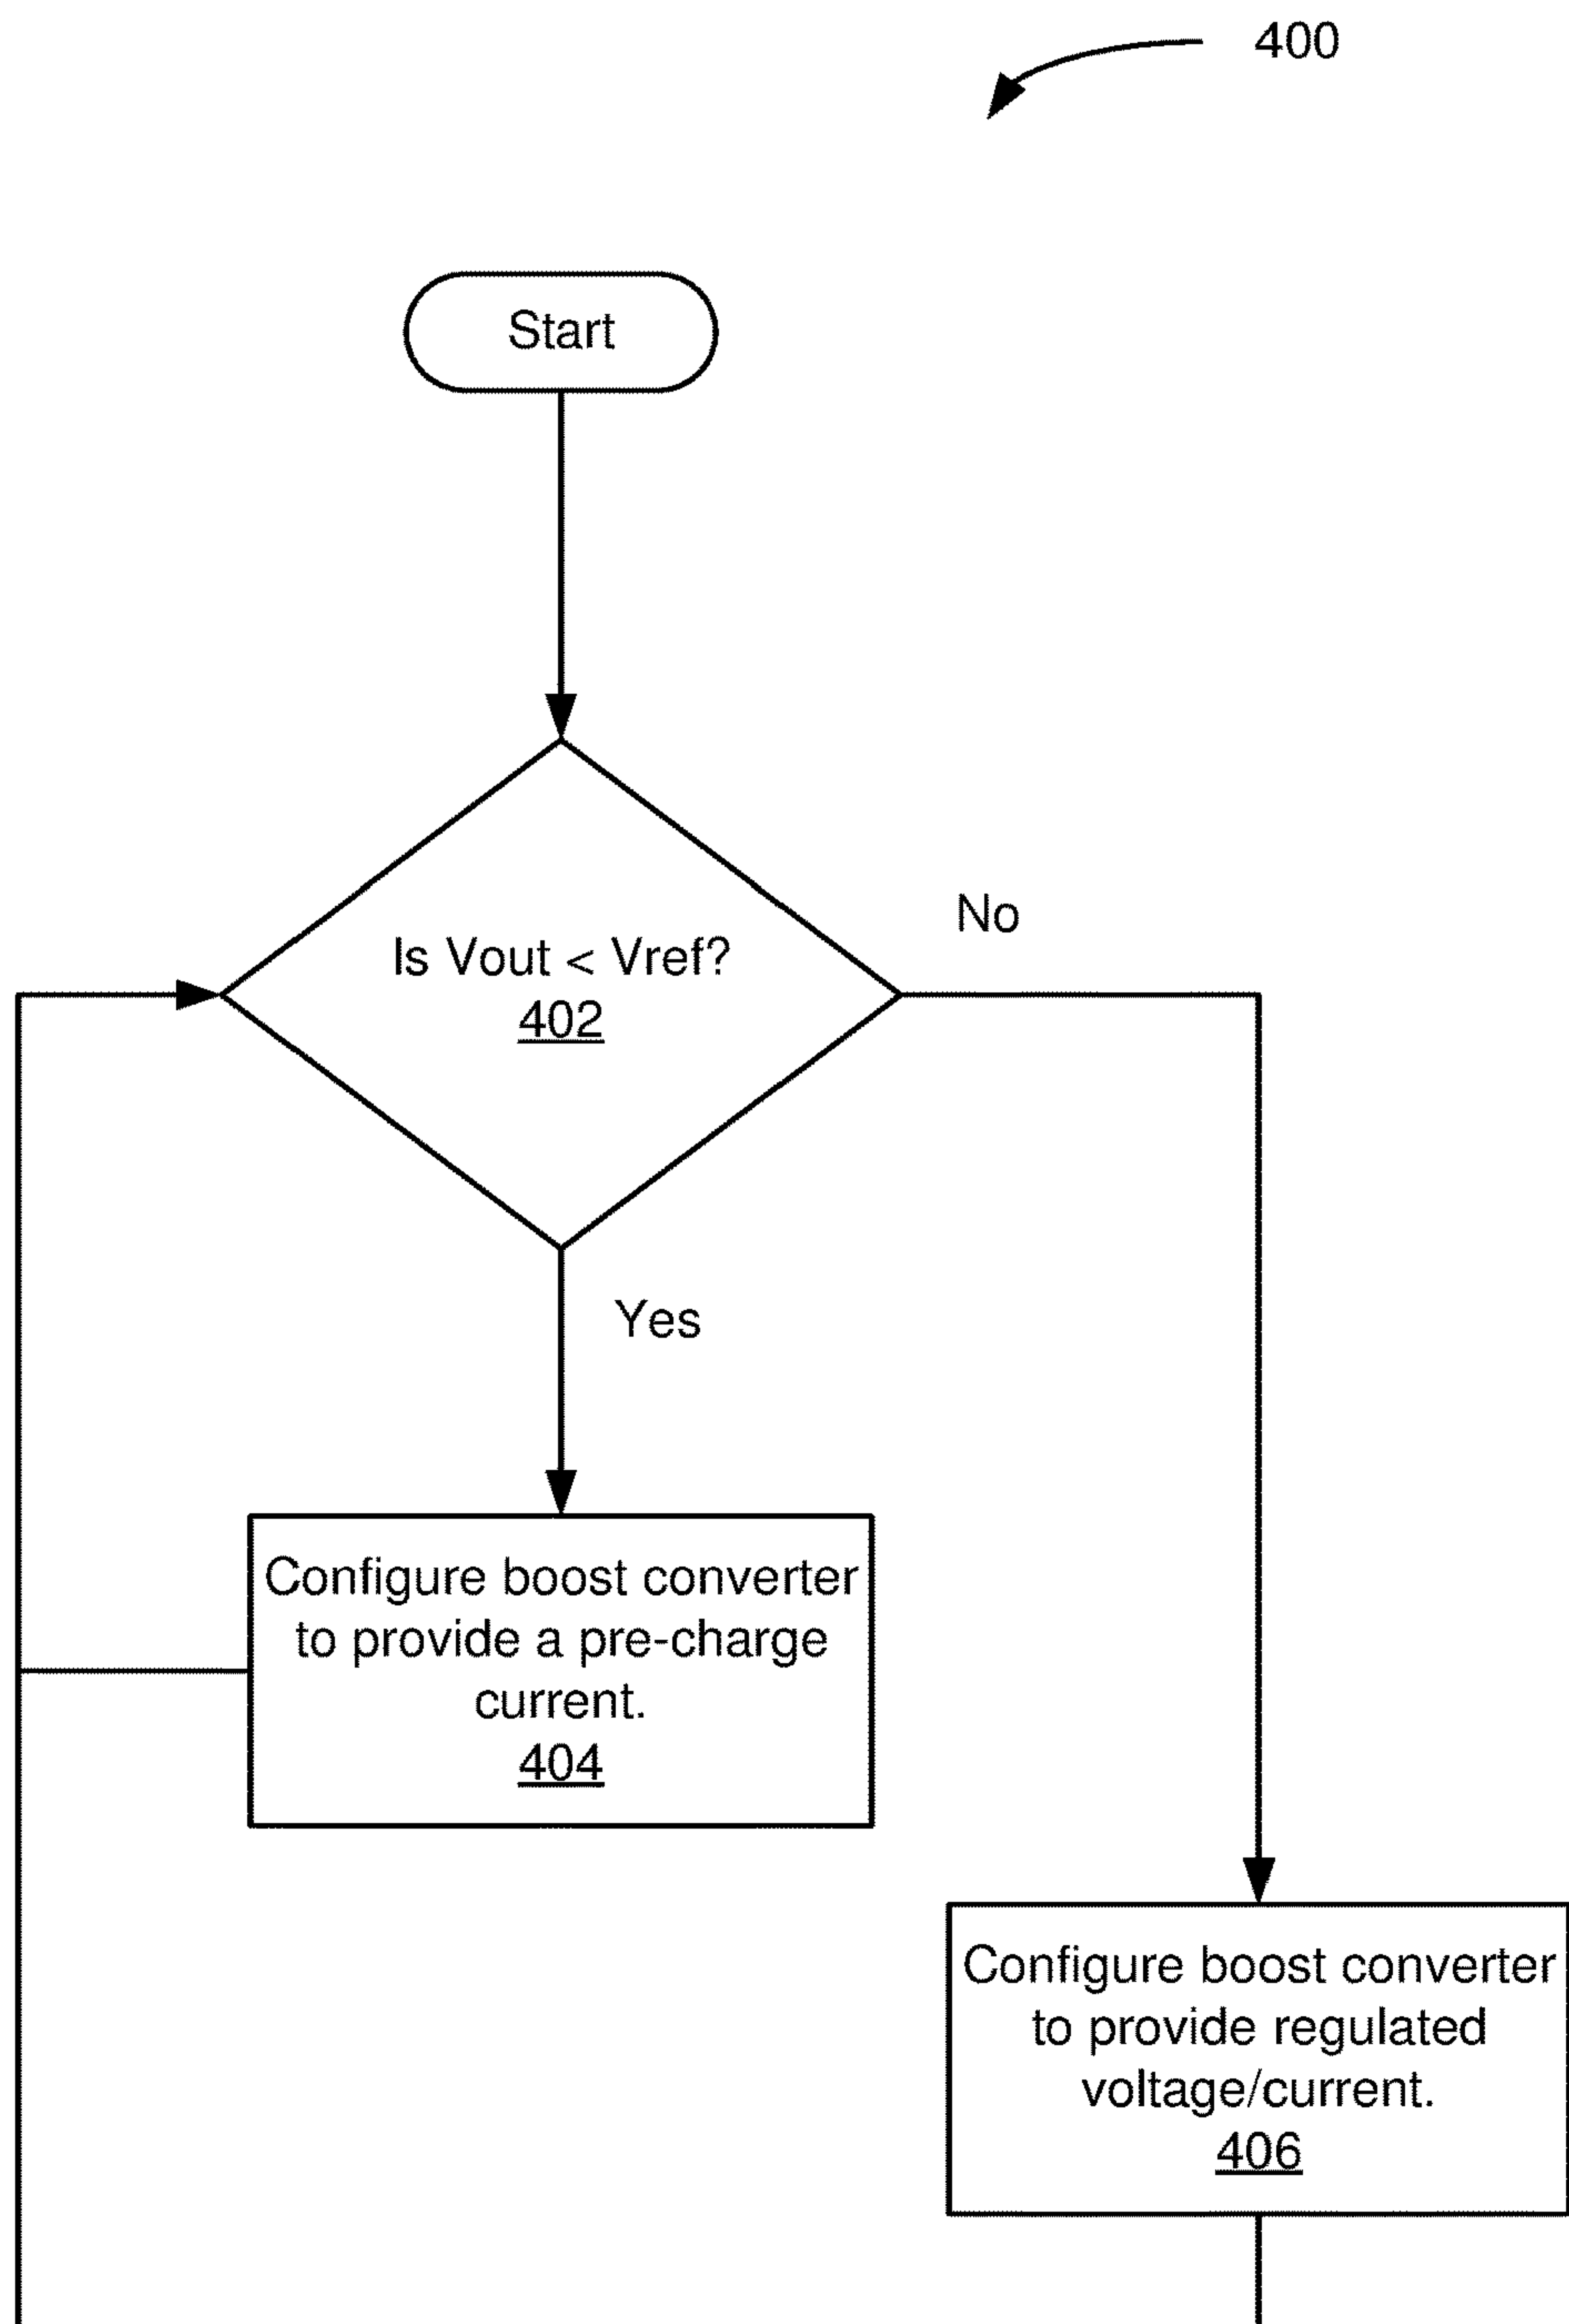 400
Start
Is Vout < Vref?
402
No
Yes
Configure boost converter
to provide a pre-charge
current.
404
Configure boost converter
to provide regulated
voltage/current.
406